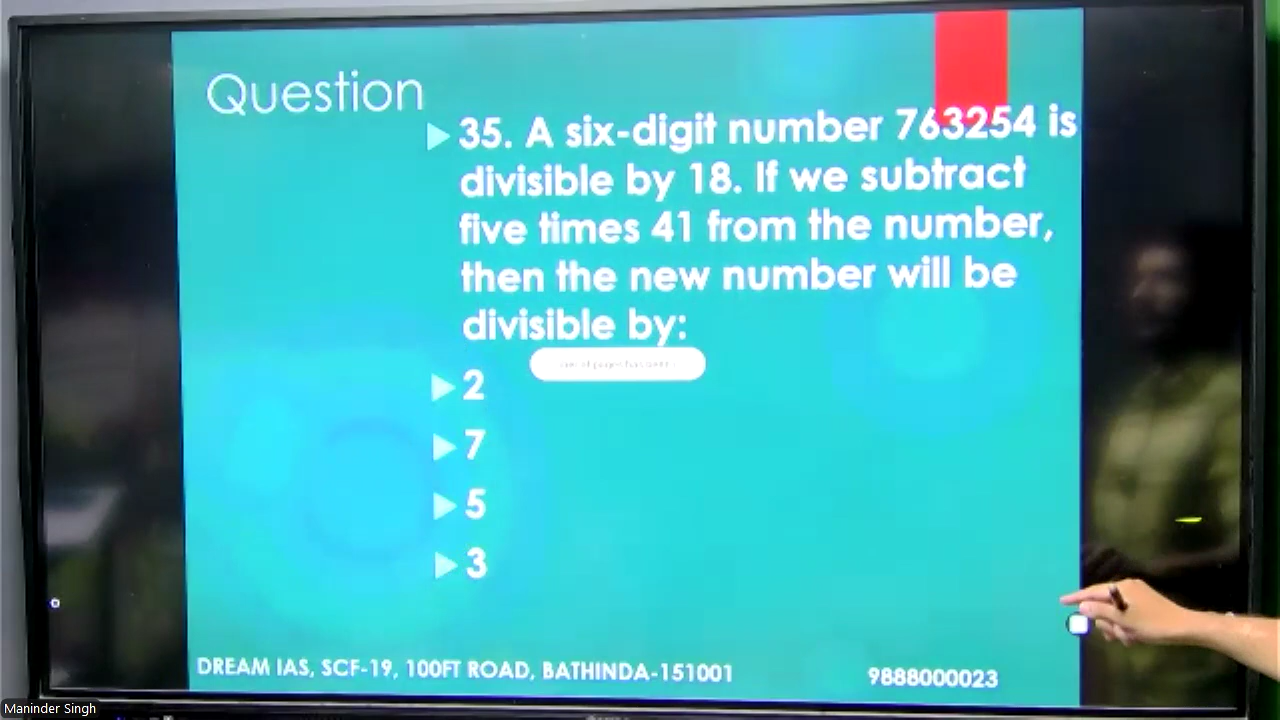 Question
35. A six-digit number 763254 is
divisible by 18. If we subtract
five times 41 from the number,
then the new number will be
divisible by:
2
7
5
3
DREAM IAS, SCF-19, 100FT ROAD, BATHINDA-151001
9888000023
Maninder Singh